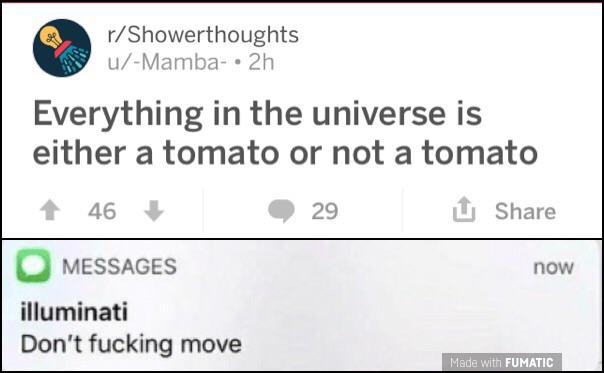 r/Showerthoughts
u/-Mamba- • 2h
Everything in the universe is
either a tomato or not a tomato
46 29 Share
MESSAGES now
illuminati
Don't fucking move
Made with FUMATIC